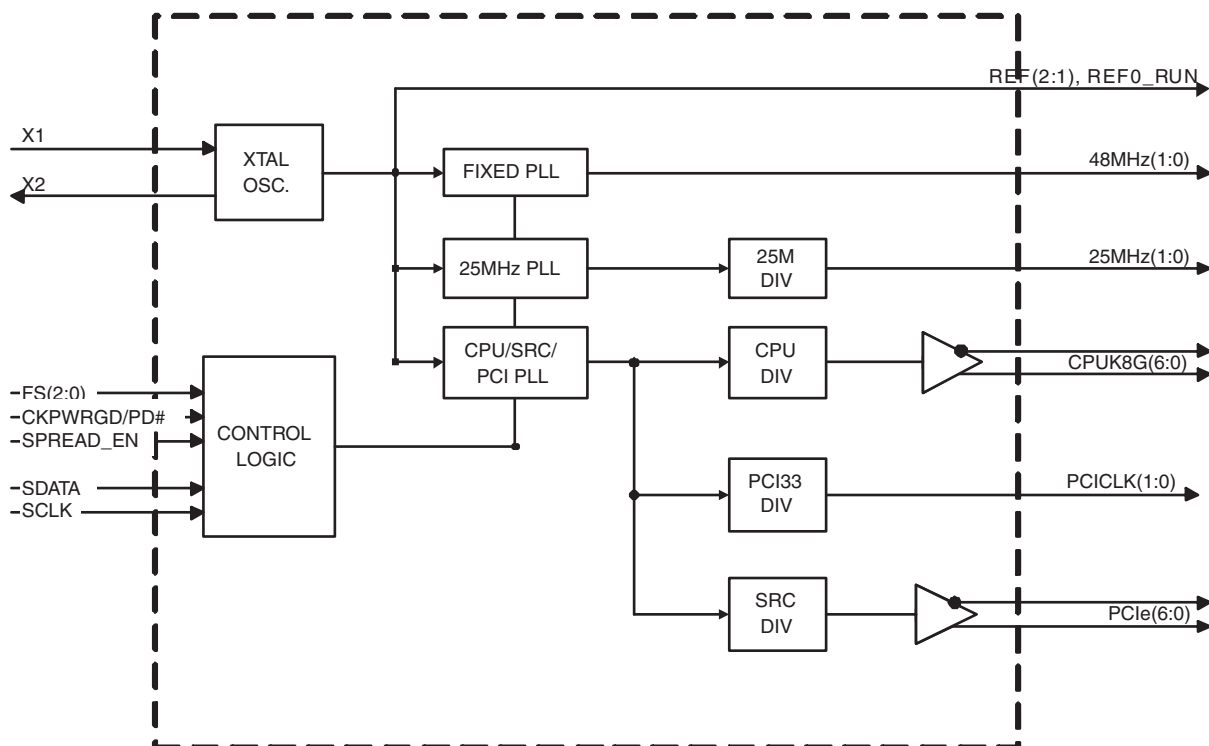 REF(2:1), REF0_RUN
X1
XTAL
OSC.
FIXED PLL
48MHz(1:0)
X2
25MHz PLL
25M
DIV
25MHz(1:0)
CPU/SRC/
PCI PLL
CPU
DIV
CPUK8G(6:0)
FS(2:0)
CKPWRGD/PD#
SPREAD_EN
CONTROL
LOGIC
SDATA
SCLK
PCI33
DIV
PCICLK(1:0)
SRC
DIV
PCIe(6:0)